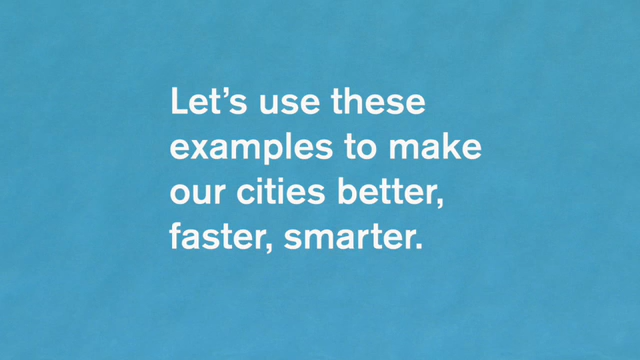 Let’s use these
examples to make
our cities better,
faster, smarter.